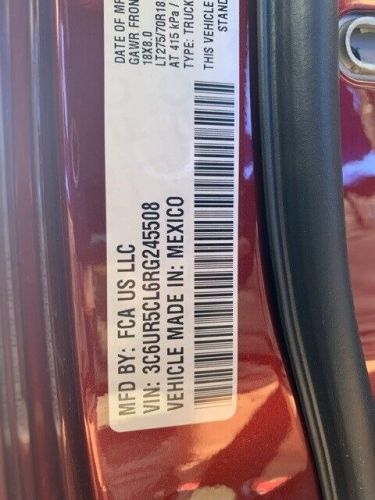 DATE OF MF
GAWR FRON
18X8.0
LT275/70R18
AT 415 kPa /
TYPE: TRUCK
THIS VEHICLE
STAND
MFD BY: FCA US LLC
VIN: 3C6UR5CL6RG245508
VEHICLE MADE IN: MEXICO